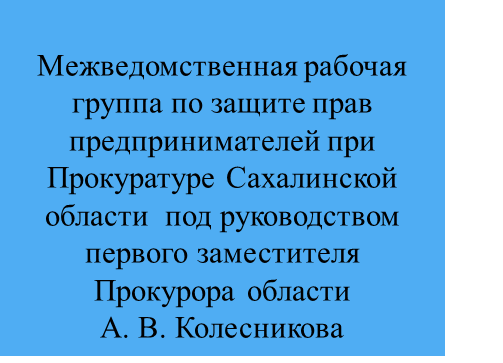 Межведомственная рабочая
группа по защите прав
предпринимателей при
Прокуратуре Сахалинской
области под руководством
первого заместителя
Прокурора области
А. В. Колесникова